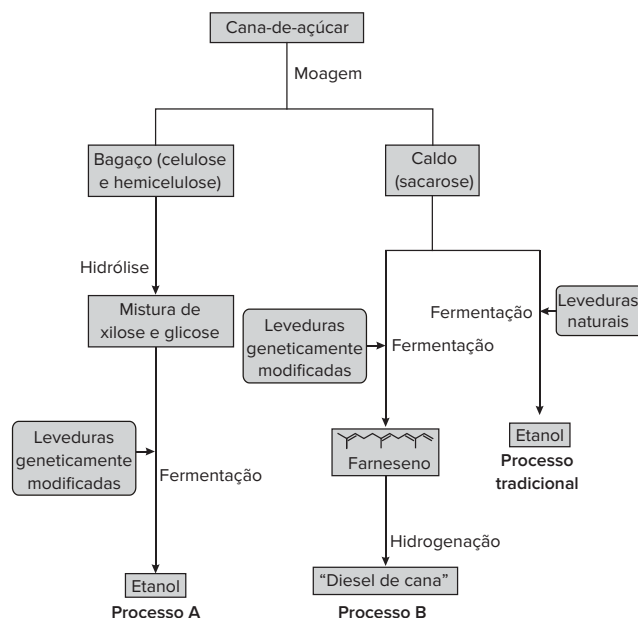 Cana-de-açúcar
Moagem
Bagaço (celulose
e hemicelulose)
Caldo
(sacarose)
Hidrólise
Mistura de
xilose e glicose
Leveduras
geneticamente
modificadas
Fermentação
Fermentação
Leveduras
naturais
Leveduras
geneticamente
modificadas
Fermentação
Farneseno
Etanol
Processo
tradicional
Hidrogenação
Etanol
Processo A
"Diesel de cana"
Processo B